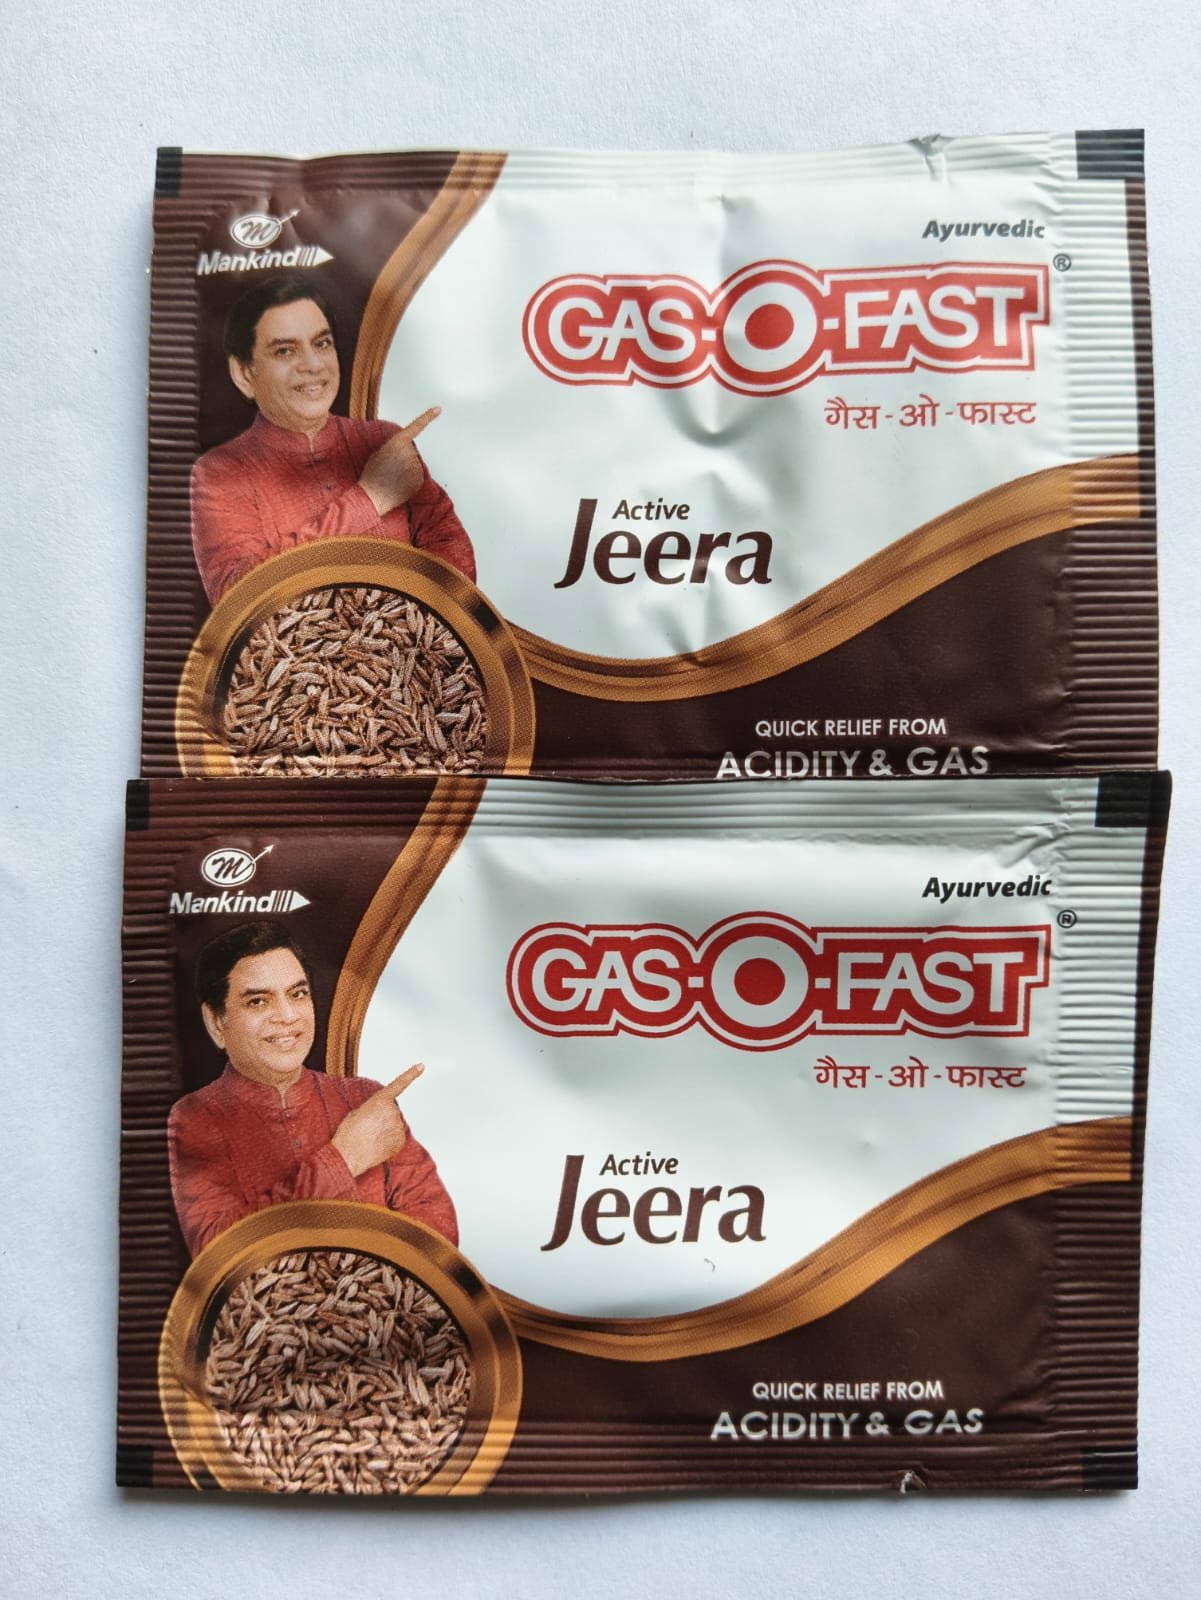 Mankind
Ayurvedic
GAS-O-FAST®
गैस-ओ-फास्ट
Active
Jeera
QUICK RELIEF FROM
ACIDITY & GAS
Mankind
Ayurvedic
GAS-O-FAST®
गैस-ओ-फास्ट
Active
Jeera
QUICK RELIEF FROM
ACIDITY & GAS